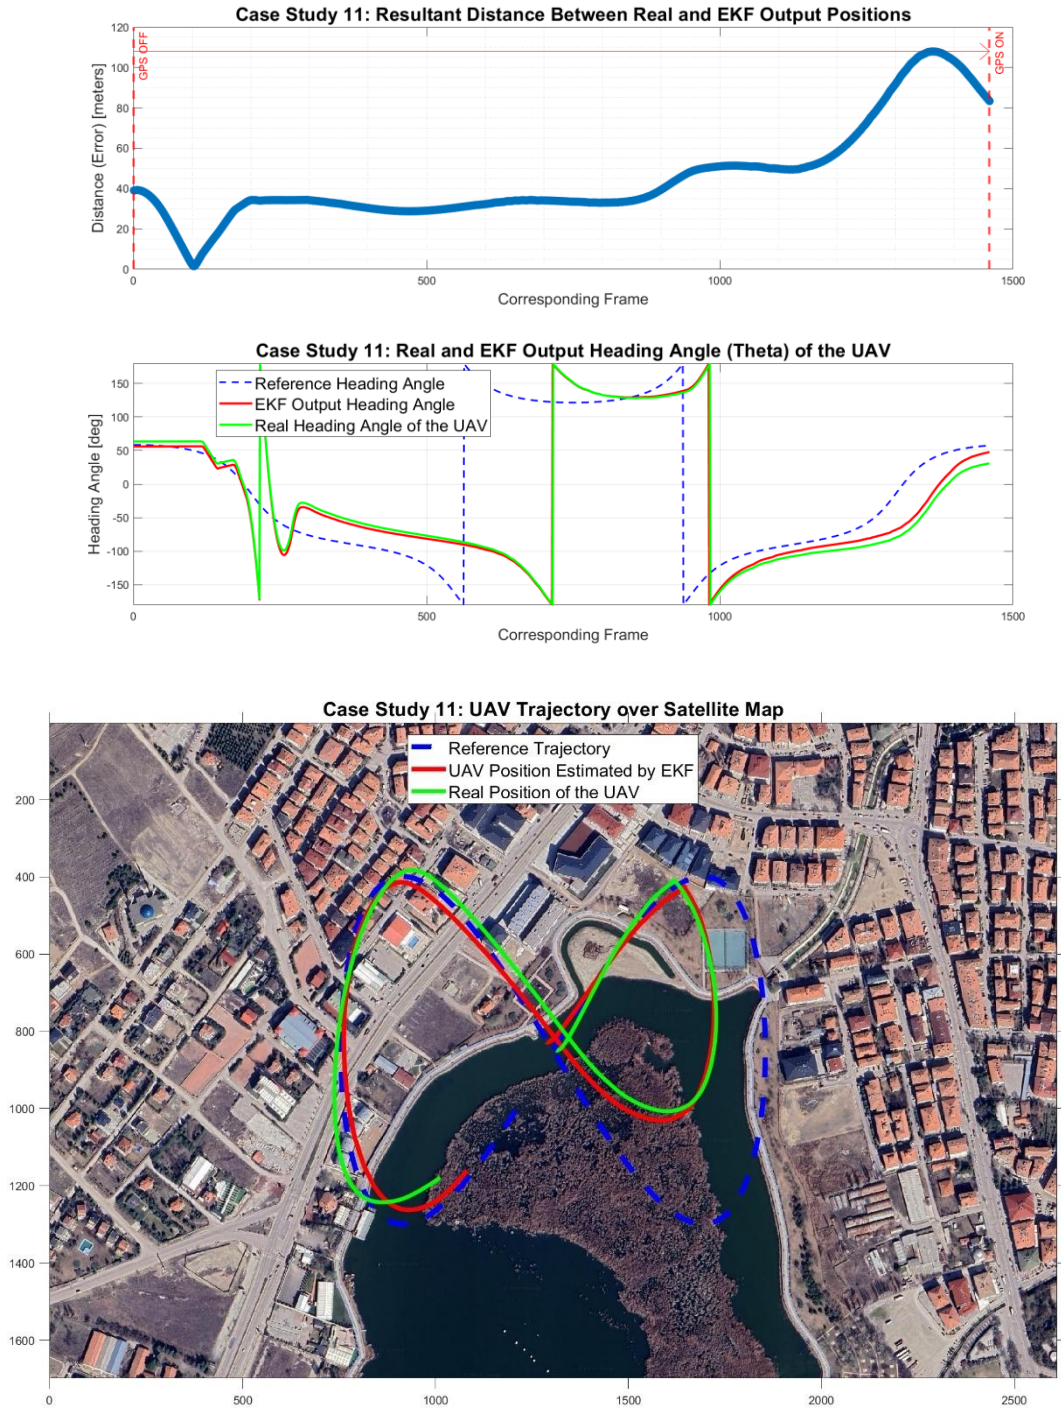 Case Study 11: Resultant Distance Between Real and EKF Output Positions
Distance (Error) [meters]
120
100
80
60
40
20
0
GPS OFF
GPS ON
0
500
1000
1500
Corresponding Frame
Case Study 11: Real and EKF Output Heading Angle (Theta) of the UAV
Heading Angle [deg]
150
100
50
0
-50
-100
-150
Reference Heading Angle
EKF Output Heading Angle
Real Heading Angle of the UAV
0
500
1000
1500
Corresponding Frame
Case Study 11: UAV Trajectory over Satellite Map
Reference Trajectory
UAV Position Estimated by EKF
Real Position of the UAV
200
400
600
800
1000
1200
1400
1600
0
500
1000
1500
2000
2500